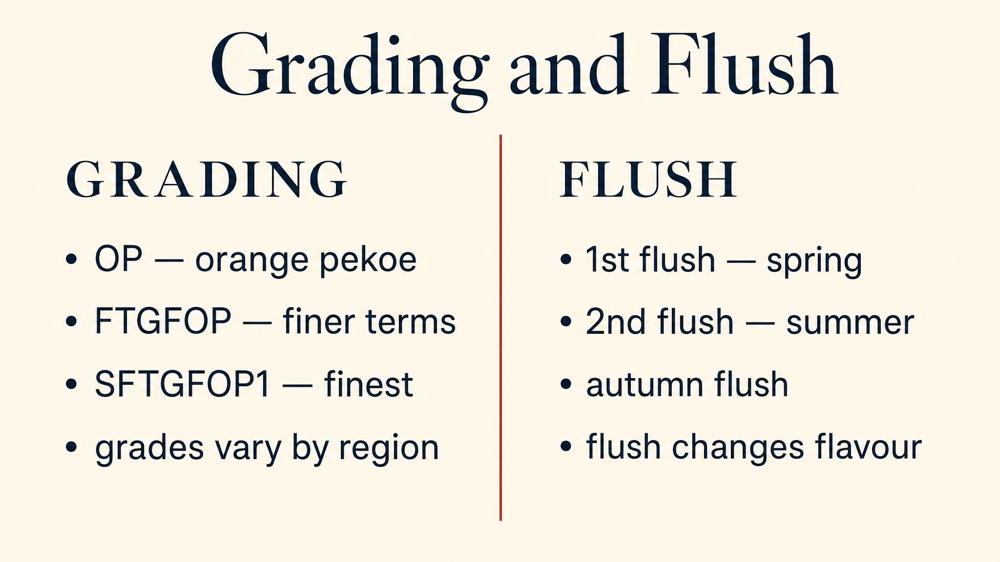 Grading and Flush
GRADING
• OP — orange pekoe
• FTGFOP — finer terms
• SFTGFOP1 — finest
• grades vary by region
FLUSH
• 1st flush — spring
• 2nd flush — summer
• autumn flush
• flush changes flavour